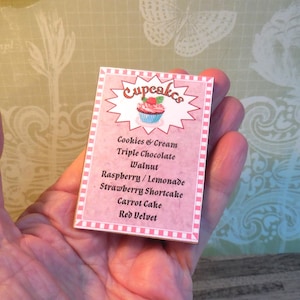 Cupcakes
Cookies & Cream
Triple Chocolate
Walnut
Raspberry / Lemonade
Strawberry Shortcake
Carrot Cake
Red Velvet